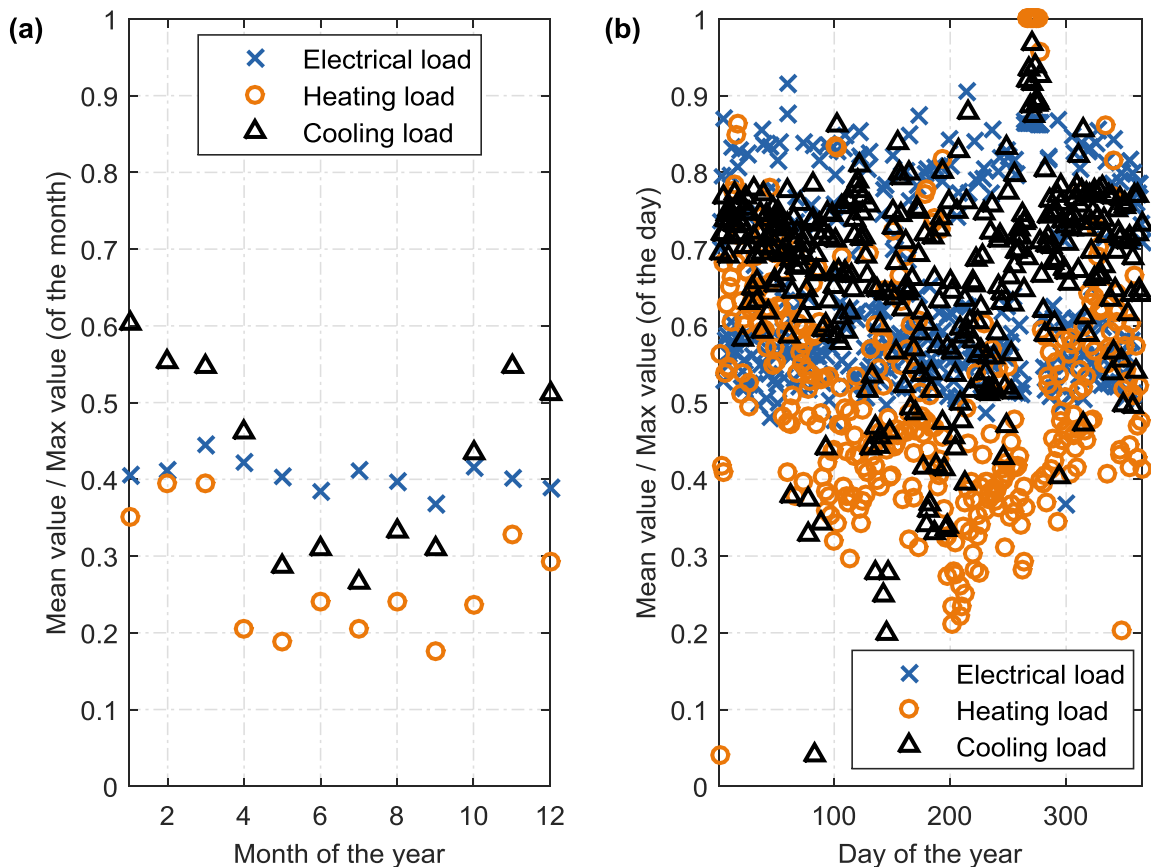 (a)
Mean value / Max value (of the month)
1
0.9
0.8
0.7
0.6
0.5
0.4
0.3
0.2
0.1
0
2
4
6
8
10
12
Month of the year
Electrical load
Heating load
Cooling load
(b)
Mean value / Max value (of the day)
1
0.9
0.8
0.7
0.6
0.5
0.4
0.3
0.2
0.1
0
100
200
300
Day of the year
Electrical load
Heating load
Cooling load